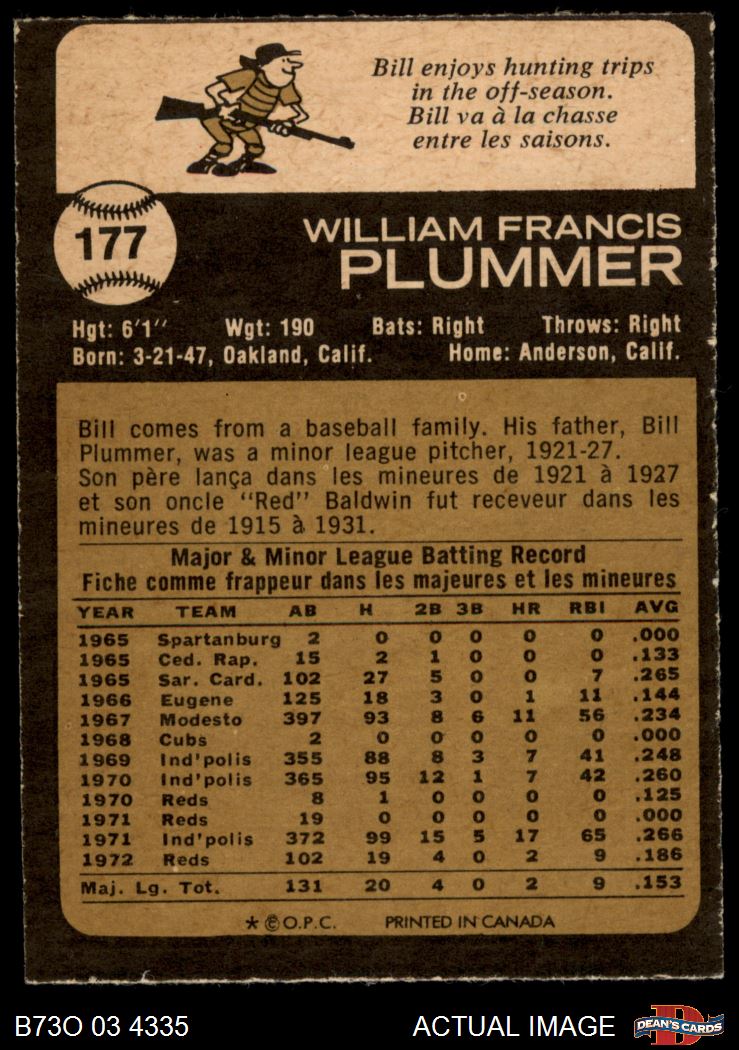 Bill enjoys hunting trips
in the off-season.
Bill va à la chasse
entre les saisons.
177
WILLIAM FRANCIS
PLUMMER
Hgt: 6'1" Wgt: 190 Bats: Right Throws: Right
Born: 3-21-47, Oakland, Calif. Home: Anderson, Calif.
Bill comes from a baseball family. His father, Bill
Plummer, was a minor league pitcher, 1921-27.
Son père lança dans les mineures de 1921 à 1927
et son oncle "Red" Baldwin fut receveur dans les
mineures de 1915 à 1931.
Major & Minor League Batting Record
Fiche comme frappeur dans les majeures et les mineures
YEAR TEAM AB H 2B 3B HR RBI AVG
1965 Spartanburg 2 0 0 0 0 0 .000
1965 Ced. Rap. 15 2 1 0 0 0 .133
1965 Sar. Card. 102 27 5 0 0 7 .265
1966 Eugene 125 18 3 0 1 11 .144
1967 Modesto 397 93 8 6 11 56 .234
1968 Cubs 2 0 0 0 0 0 .000
1969 Ind'polis 355 88 8 3 7 41 .248
1970 Ind'polis 365 95 12 1 7 42 .260
1970 Reds 8 1 0 0 0 0 .125
1971 Reds 19 0 0 0 0 0 .000
1971 Ind'polis 372 99 15 5 17 65 .266
1972 Reds 102 19 4 0 2 9 .186
Maj. Lg. Tot. 131 20 4 0 2 9 .153
* © O.P.C. PRINTED IN CANADA
B73O 03 4335 ACTUAL IMAGE D DEAN'S CARDS